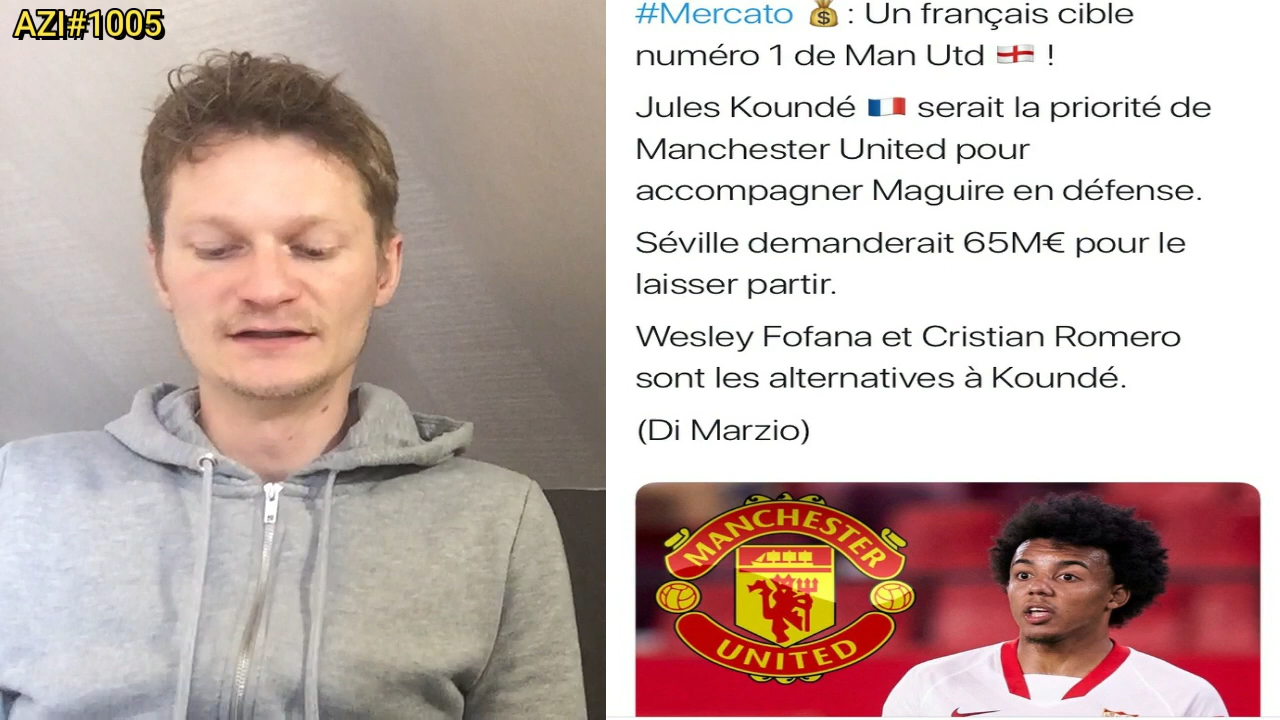 AZI#1005
#Mercato 💰 : Un français cible
numéro 1 de Man Utd 🏴󠁧󠁢󠁥󠁮󠁧󠁿 !
Jules Koundé 🇫🇷 serait la priorité de
Manchester United pour
accompagner Maguire en défense.
Séville demanderait 65M€ pour le
laisser partir.
Wesley Fofana et Cristian Romero
sont les alternatives à Koundé.
(Di Marzio)
MANCHESTER
UNITED